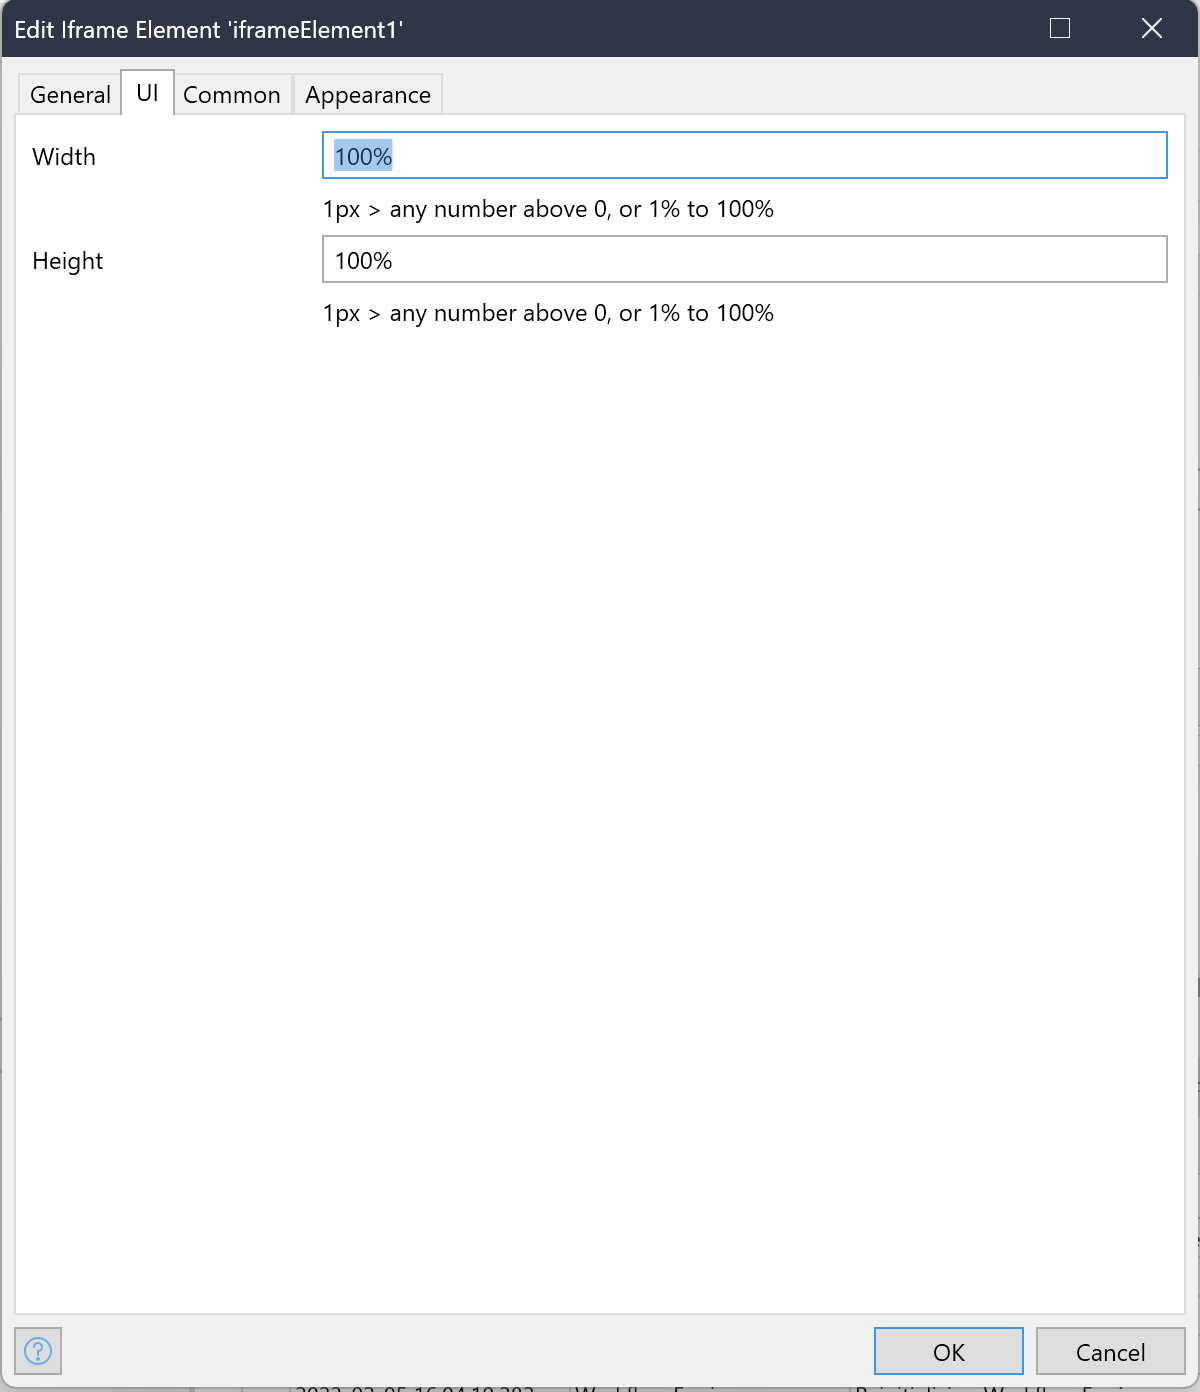 Edit Iframe Element 'iframeElement1'
General UI Common Appearance
Width 100%
1px > any number above 0, or 1% to 100%
Height 100%
1px > any number above 0, or 1% to 100%
? OK Cancel